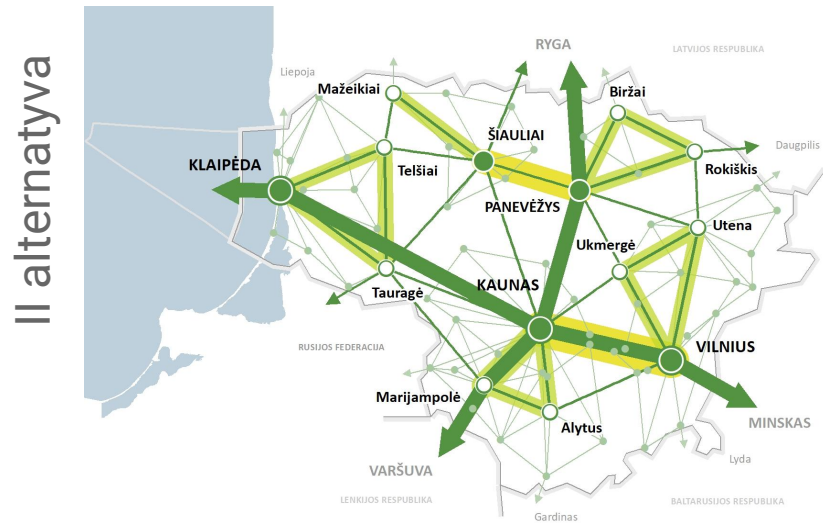 II alternatyva
RYGA
LATVIJOS RESPUBLIKA
Liepoja
Mažeikiai
Biržai
ŠIAULIAI
Daugpilis
KLAIPĖDA
Telšiai
Rokiškis
PANEVĖŽYS
Utena
Ukmergė
KAUNAS
Tauragė
RUSIJOS FEDERACIJA
VILNIUS
Marijampolė
MINSKAS
Alytus
Lyda
VARŠUVA
LENKIJOS RESPUBLIKA
BALTARUSIJOS RESPUBLIKA
Gardinas